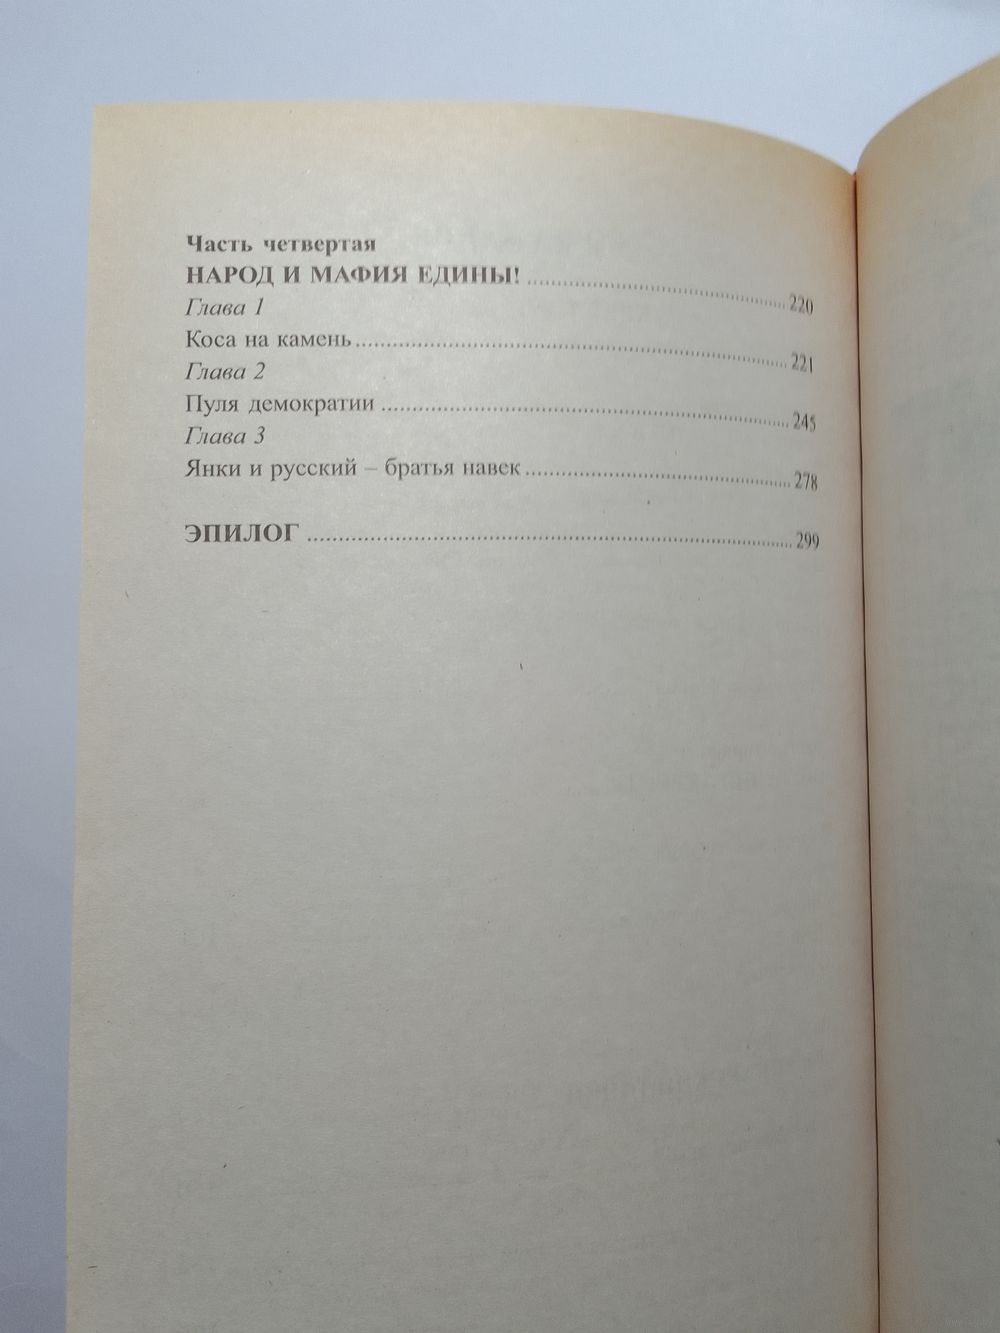 Часть четвертая
НАРОД И МАФИЯ ЕДИНЫ! 220
Глава 1
Коса на камень 221
Глава 2
Пуля демократии 245
Глава 3
Янки и русский – братья навек 278
ЭПИЛОГ 299